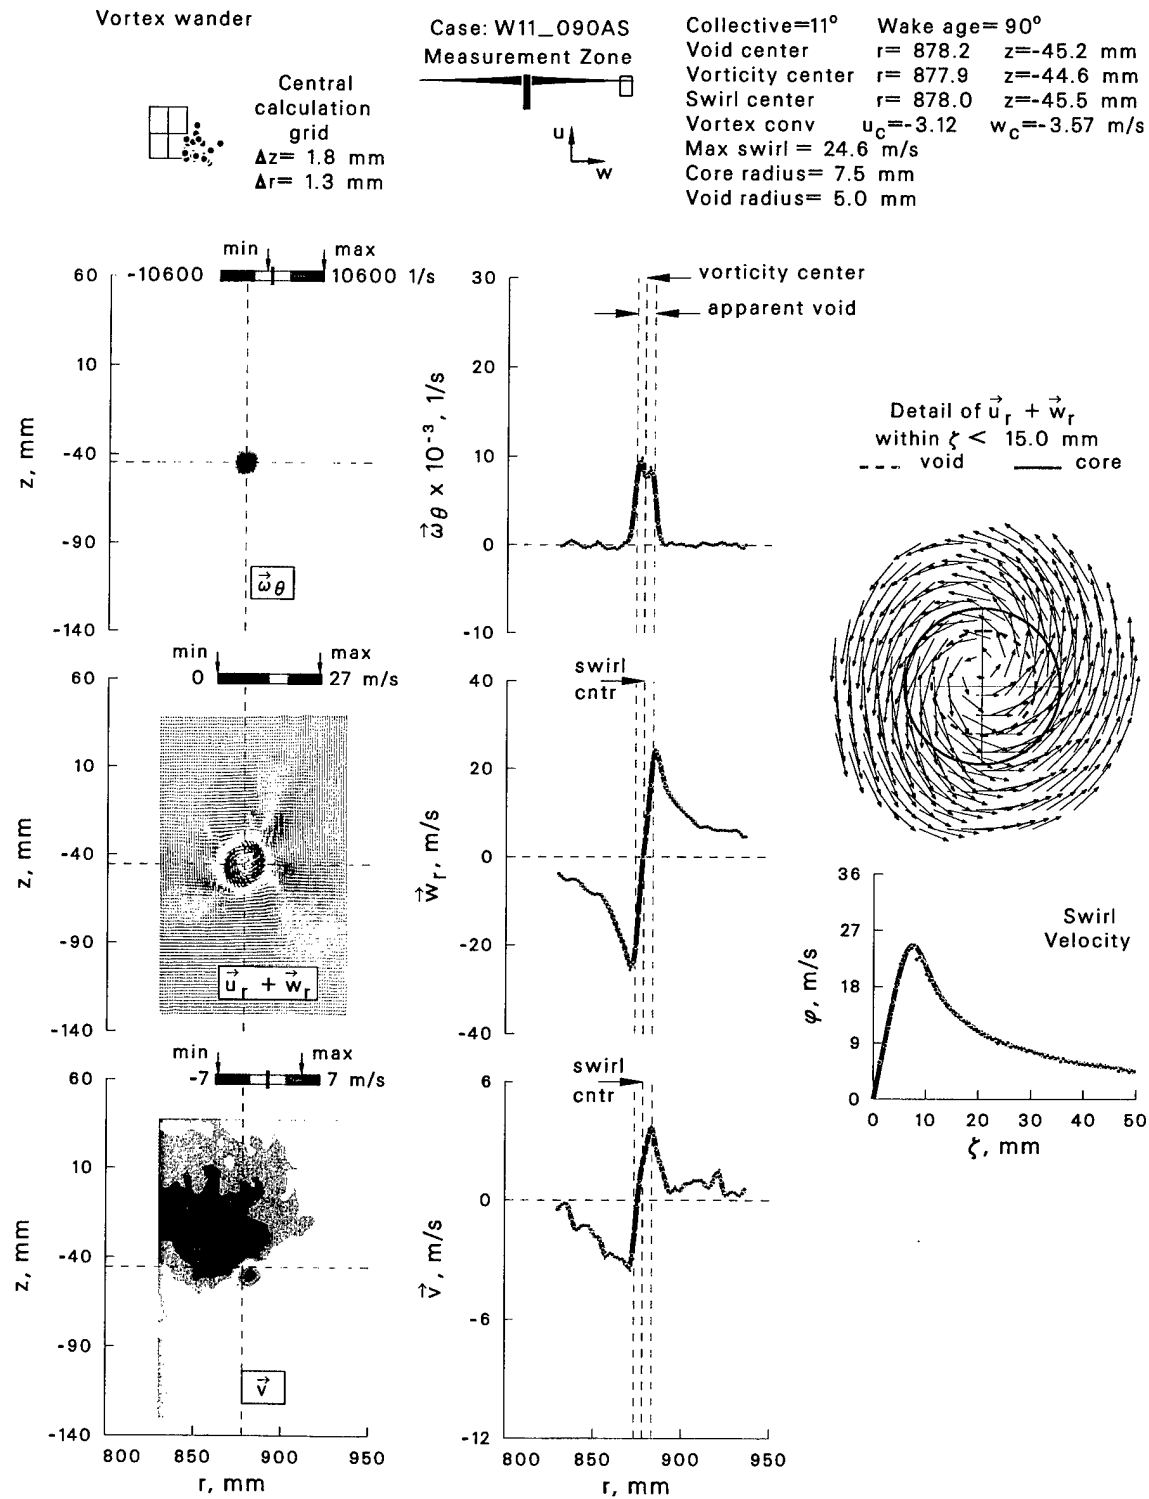 Vortex wander
Central
calculation
grid
Δz= 1.8 mm
Δr= 1.3 mm
Case: W11_090AS
Measurement Zone
u
w
Collective=11° Wake age= 90°
Void center r= 878.2 z=-45.2 mm
Vorticity center r= 877.9 z=-44.6 mm
Swirl center r= 878.0 z=-45.5 mm
Vortex conv u_c=-3.12 w_c=-3.57 m/s
Max swirl = 24.6 m/s
Core radius= 7.5 mm
Void radius= 5.0 mm
min max
-10600 10600 1/s
60
10
-40
-90
-140
z, mm
ω⃗θ
30
20
10
0
-10
ω⃗θ x 10⁻³, 1/s
vorticity center
apparent void
Detail of u⃗r + w⃗r
within ζ < 15.0 mm
void core
min max
0 27 m/s
60
10
-40
-90
-140
z, mm
u⃗r + w⃗r
swirl
cntr
40
20
0
-20
-40
w⃗r, m/s
Swirl
Velocity
36
27
18
9
0
φ, m/s
0 10 20 30 40 50
ζ, mm
min max
-7 7 m/s
60
10
-40
-90
-140
z, mm
v⃗
800 850 900 950
r, mm
swirl
cntr
6
0
-6
-12
v⃗, m/s
800 850 900 950
r, mm